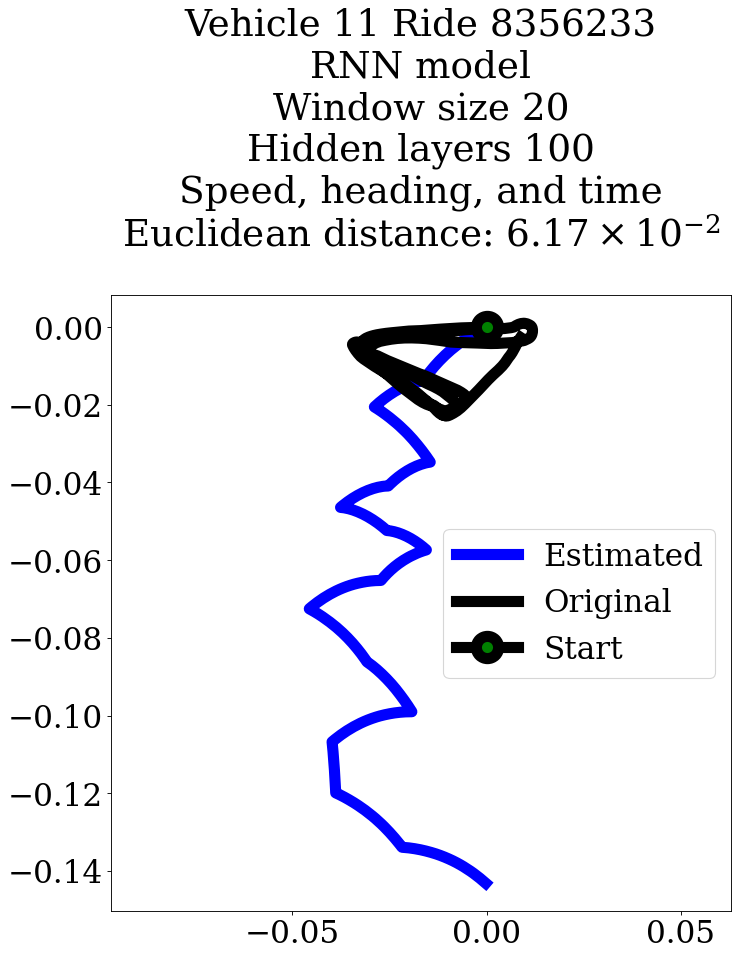 Vehicle 11 Ride 8356233
RNN model
Window size 20
Hidden layers 100
Speed, heading, and time
Euclidean distance: 6.17 × 10⁻²
0.00
−0.02
−0.04
−0.06
−0.08
−0.10
−0.12
−0.14
Estimated
Original
Start
−0.05
0.00
0.05